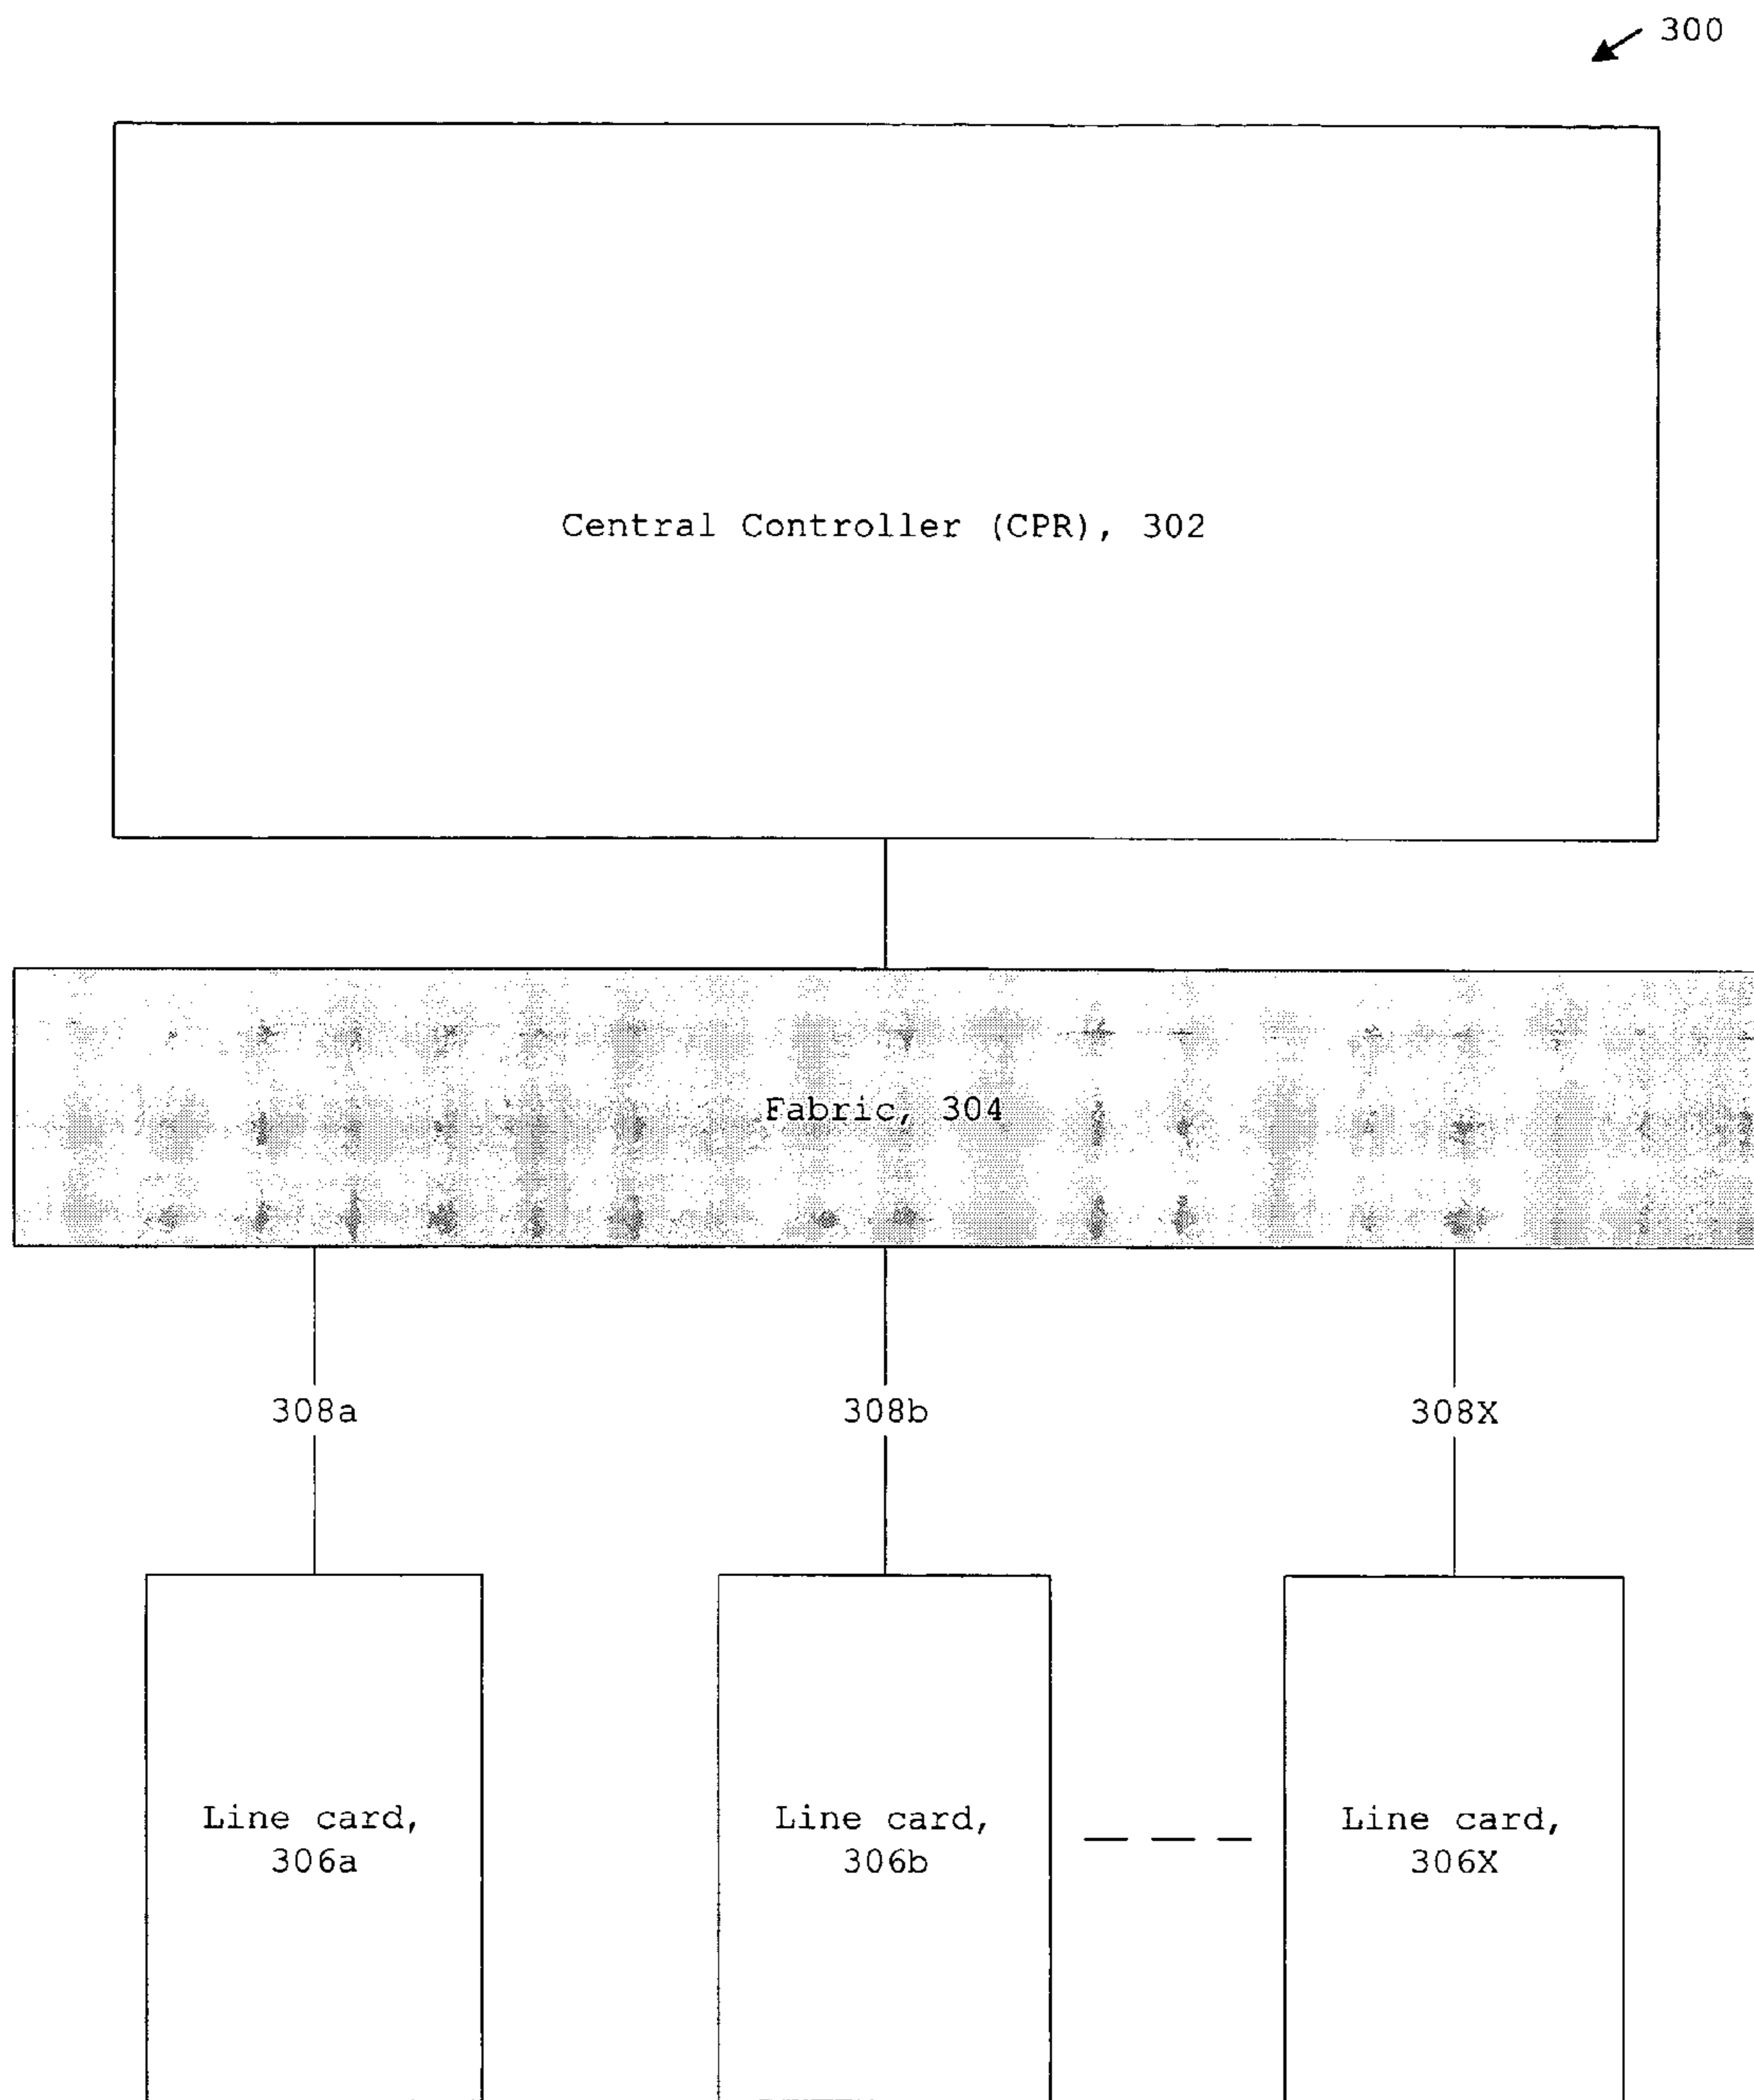 300
Central Controller (CPR), 302
Fabric, 304
308a
308b
308X
Line card,
306a
Line card,
306b
Line card,
306X